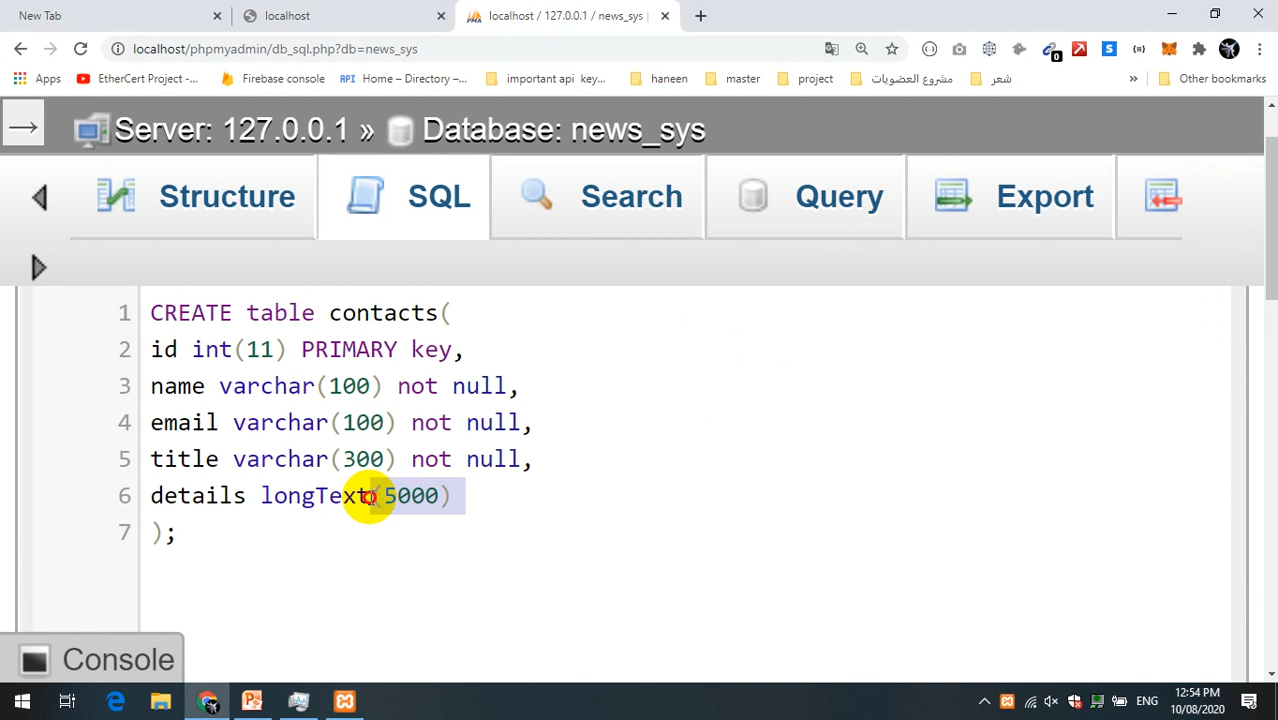 New Tab
localhost
localhost / 127.0.0.1 / news_sys |
localhost/phpmyadmin/db_sql.php?db=news_sys
0
Apps
EtherCert Project -...
Firebase console
API Home – Directory –...
important api key...
haneen
master
project
مشروع العضويات
شعر
»
Other bookmarks
Server: 127.0.0.1 » Database: news_sys
Structure
SQL
Search
Query
Export
1 CREATE table contacts(
2 id int(11) PRIMARY key,
3 name varchar(100) not null,
4 email varchar(100) not null,
5 title varchar(300) not null,
6 details longText(5000)
7 );
Console
ENG
12:54 PM
10/08/2020